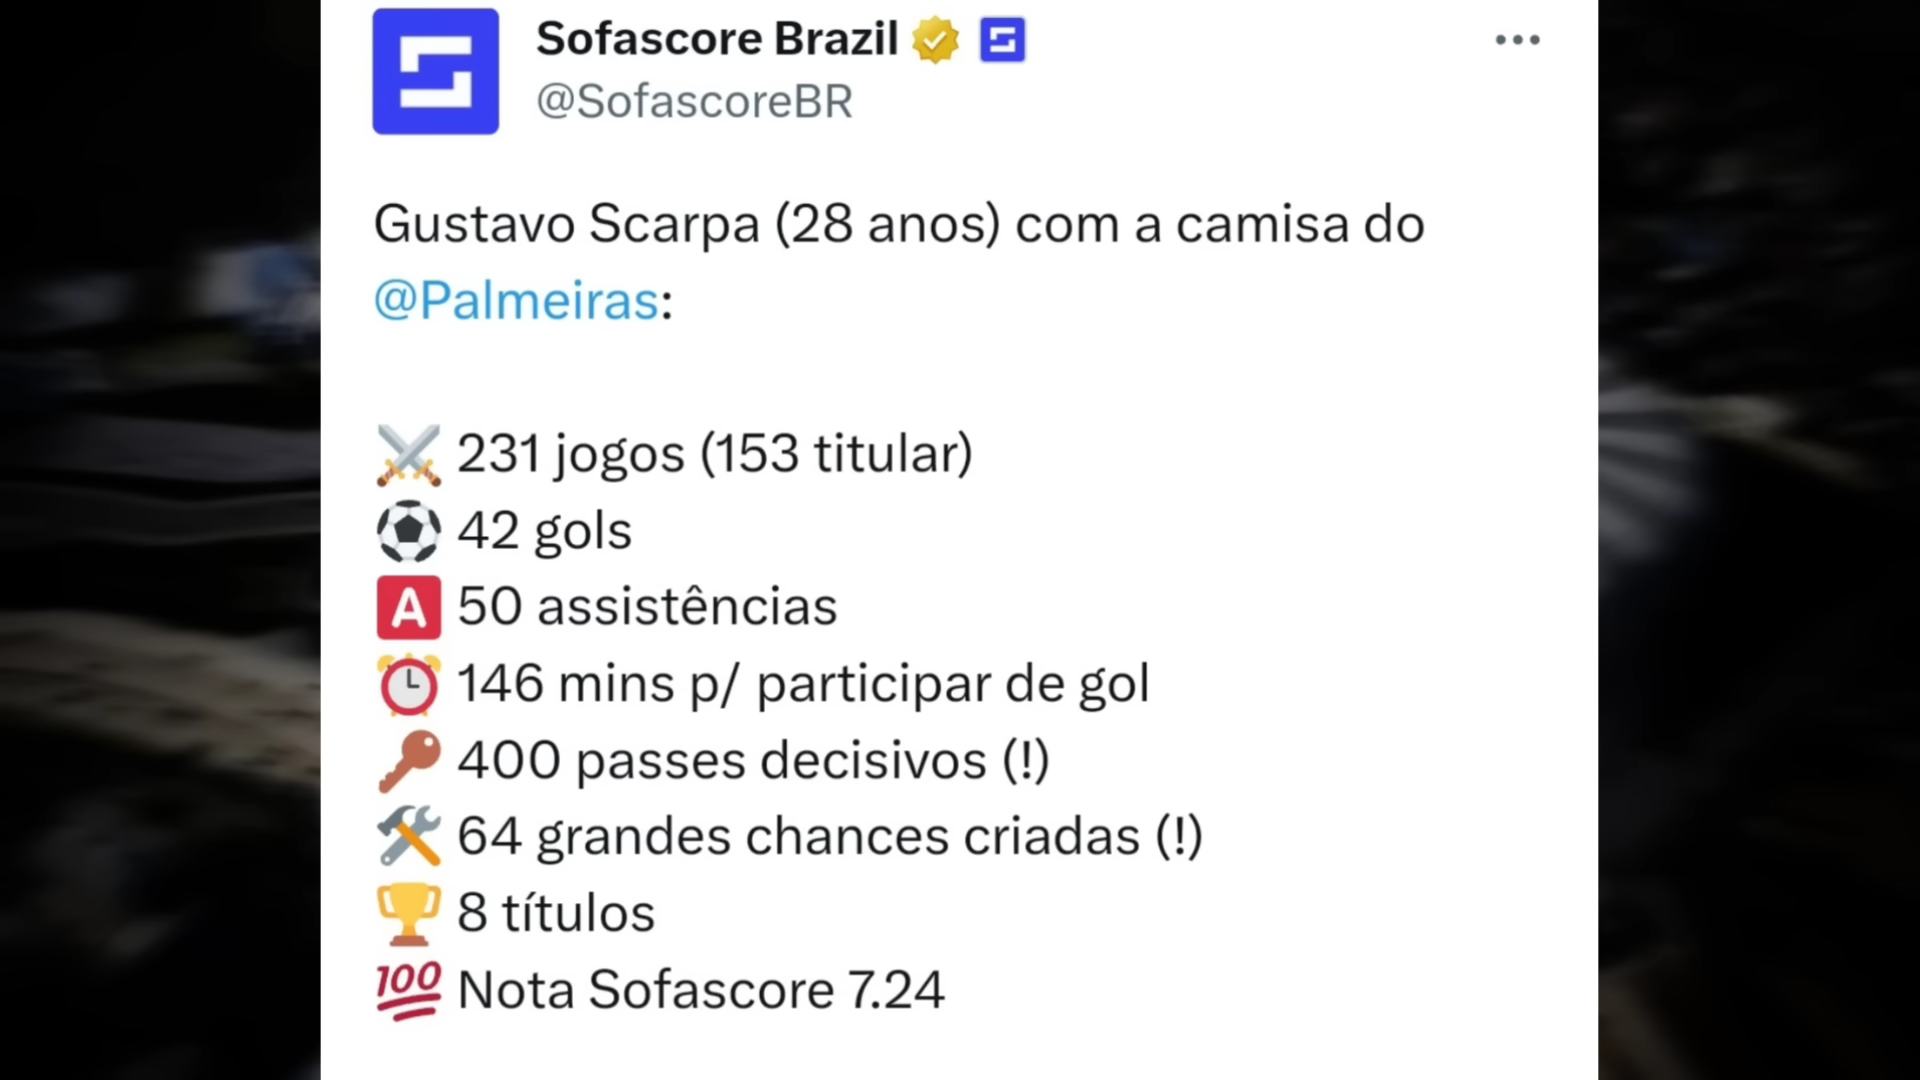 Sofascore Brazil
@SofascoreBR
Gustavo Scarpa (28 anos) com a camisa do
@Palmeiras:
231 jogos (153 titular)
42 gols
A 50 assistências
146 mins p/ participar de gol
400 passes decisivos (!)
64 grandes chances criadas (!)
8 títulos
100 Nota Sofascore 7.24